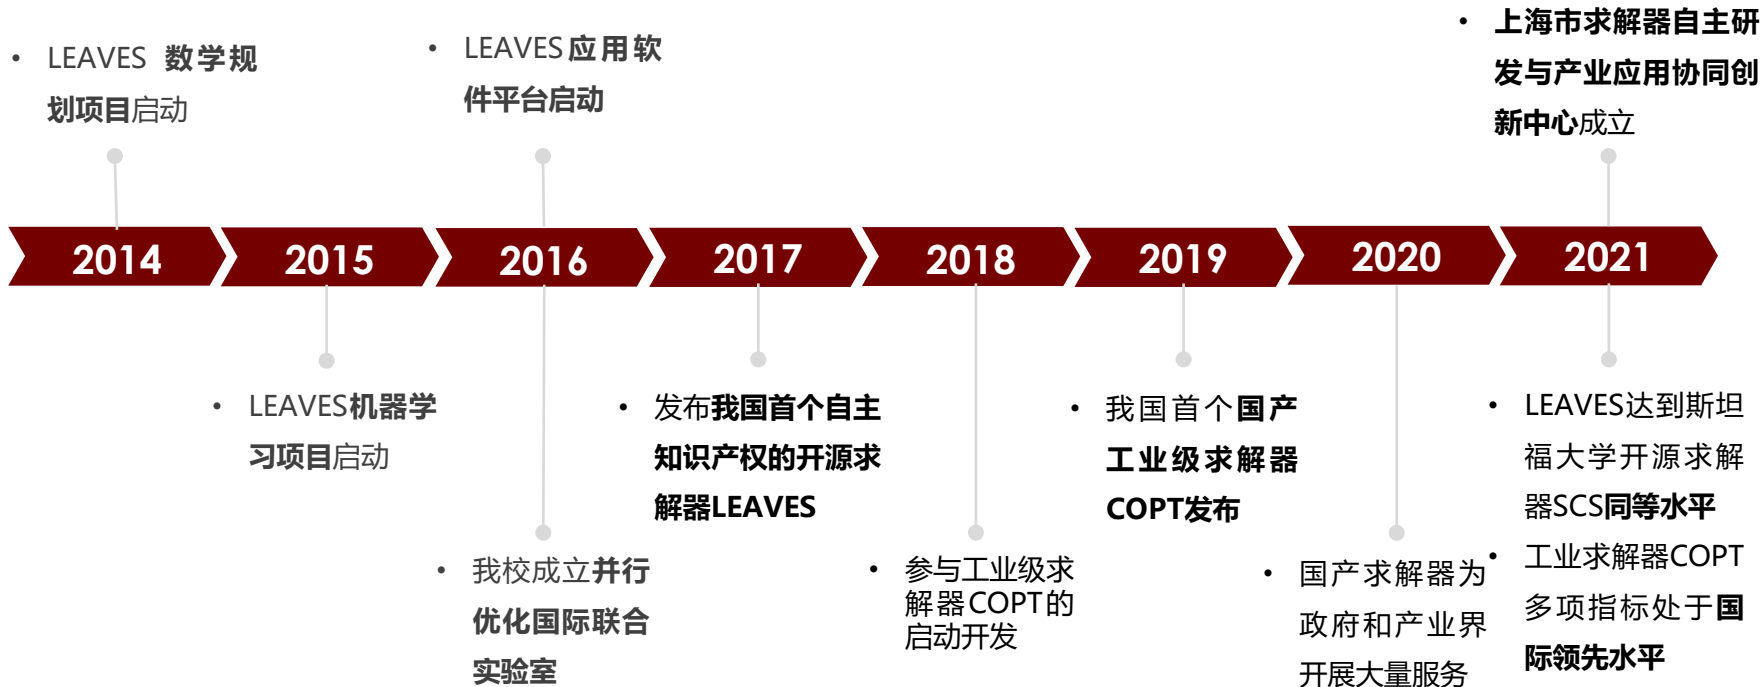 • LEAVES 数学规
划项目启动
• LEAVES应用软
件平台启动
• 上海市求解器自主研
发与产业应用协同创
新中心成立
2014
2015
2016
2017
2018
2019
2020
2021
• LEAVES机器学
习项目启动
• 我校成立并行
优化国际联合
实验室
• 发布我国首个自主
知识产权的开源求
解器LEAVES
• 参与工业级求
解器COPT的
启动开发
• 我国首个国产
工业级求解器
COPT发布
• 国产求解器为
政府和产业界
开展大量服务
• LEAVES达到斯坦
福大学开源求解
器SCS同等水平
• 工业求解器COPT
多项指标处于国
际领先水平